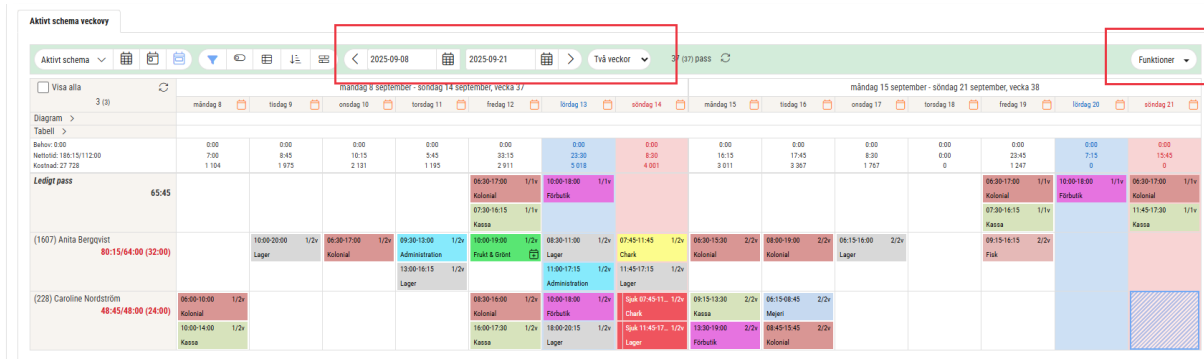 Aktivt schema veckovy
Aktivt schema 2025-09-08 2025-09-21 Två veckor 37 (37) pass Funktioner
Visa alla måndag 8 september - söndag 14 september, vecka 37 måndag 15 september - söndag 21 september, vecka 38
3 (3) måndag 8 tisdag 9 onsdag 10 torsdag 11 fredag 12 lördag 13 söndag 14 måndag 15 tisdag 16 onsdag 17 torsdag 18 fredag 19 lördag 20 söndag 21
Diagram >
Tabell >
Behov: 0:00 0:00 0:00 0:00 0:00 0:00 0:00 0:00 0:00 0:00 0:00 0:00 0:00 0:00 0:00
Nettotid: 186:15/112:00 7:00 8:45 10:15 5:45 33:15 23:30 8:30 16:15 17:45 8:30 0:00 23:45 7:15 15:45
Kostnad: 27 728 1 104 1 975 2 131 1 195 2 911 5 018 4 001 3 011 3 367 1 767 0 1 247 0 0
Ledigt pass 06:30-17:00 1/1v 10:00-18:00 1/1v 06:30-17:00 1/1v 10:00-18:00 1/1v 06:30-17:00 1/1v
65:45 Kolonial Förbutik Kolonial Förbutik Kolonial
07:30-16:15 1/1v 07:30-16:15 1/1v 11:45-17:30 1/1v
Kassa Kassa Kassa
(1607) Anita Bergqvist 10:00-20:00 1/2v 06:30-17:00 1/2v 09:30-13:00 1/2v 10:00-19:00 1/2v 08:30-11:00 1/2v 07:45-11:45 1/2v 06:30-15:30 2/2v 08:00-19:00 2/2v 06:15-16:00 2/2v 09:15-16:15 2/2v
80:15/64:00 (32:00) Lager Kolonial Administration Frukt & Grönt Lager Chark Kolonial Kolonial Lager Fisk
13:00-16:15 1/2v 11:00-17:15 1/2v 11:45-17:15 1/2v
Lager Administration Lager
(228) Caroline Nordström 06:00-10:00 1/2v 08:30-16:00 1/2v 10:00-18:00 1/2v Sjuk 07:45-11... 1/2v 09:15-13:30 2/2v 06:15-08:45 2/2v
48:45/48:00 (24:00) Kolonial Kolonial Förbutik Chark Kassa Mejeri
10:00-14:00 1/2v 16:00-17:30 1/2v 18:00-20:15 1/2v Sjuk 11:45-17... 1/2v 13:30-19:00 2/2v 08:45-15:45 2/2v
Kassa Kassa Lager Lager Förbutik Kolonial